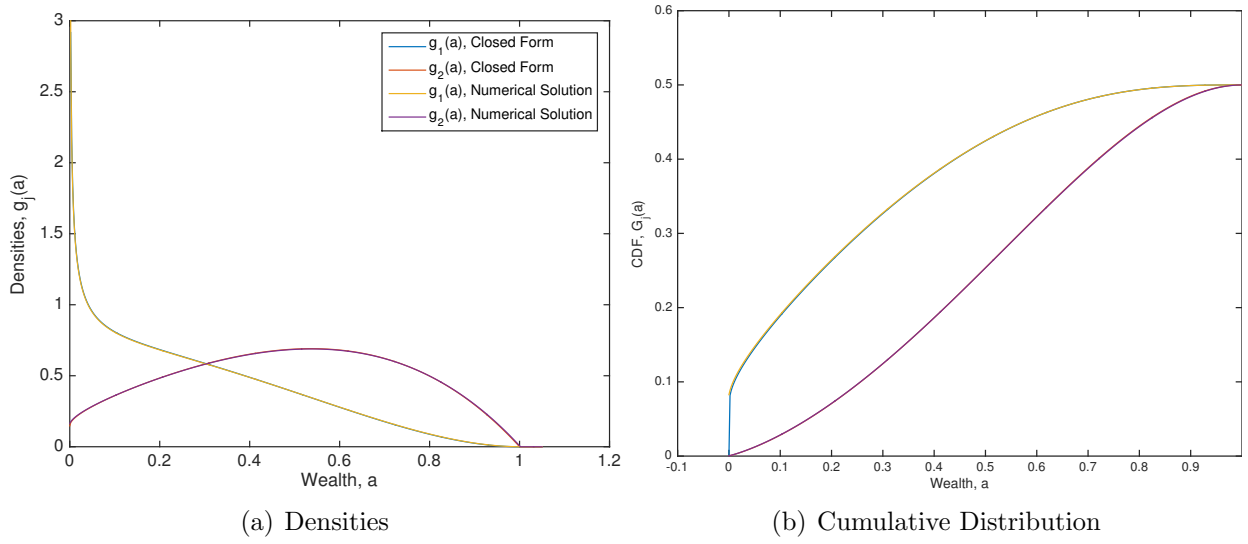 3
2.5
2
1.5
1
0.5
0
0 0.2 0.4 0.6 0.8 1 1.2
Densities, g_j(a)
Wealth, a
g_1(a), Closed Form
g_2(a), Closed Form
g_1(a), Numerical Solution
g_2(a), Numerical Solution
(a) Densities
0.6
0.5
0.4
0.3
0.2
0.1
0
-0.1 0 0.1 0.2 0.3 0.4 0.5 0.6 0.7 0.8 0.9
CDF, G_j(a)
Wealth, a
(b) Cumulative Distribution